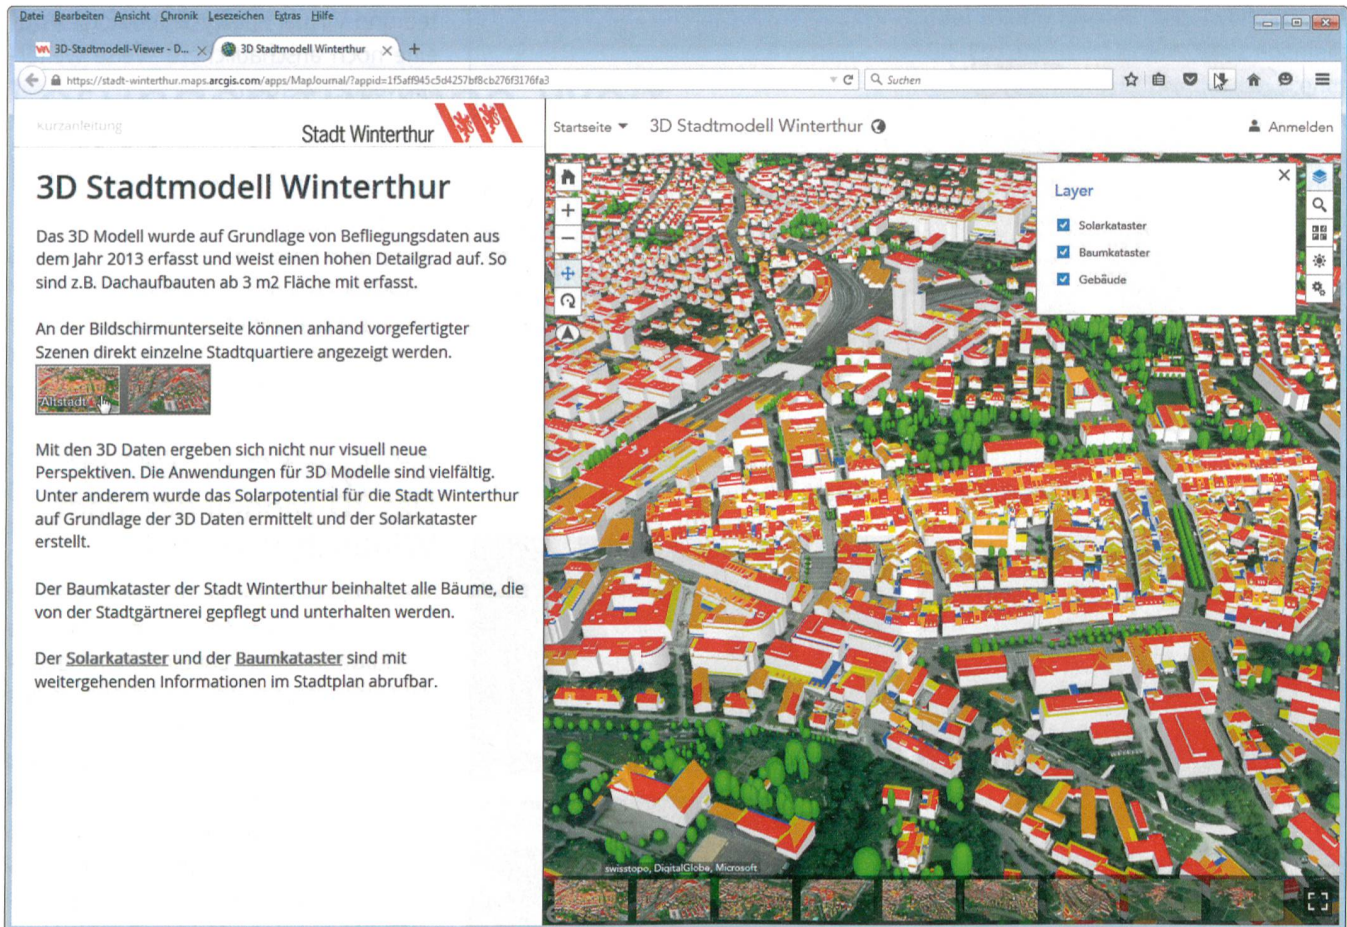 Datei Bearbeiten Ansicht Chronik Lesezeichen Extras Hilfe
3D-Stadtmodell-Viewer - D...
3D Stadtmodell Winterthur
https://stadt-winterthur.maps.arcgis.com/apps/MapJournal/?appid=1f5aff945c5d4257bf8cb276f3176fa3
Suchen
Kurzanleitung
Stadt Winterthur
Startseite
3D Stadtmodell Winterthur
Anmelden
3D Stadtmodell Winterthur
Das 3D Modell wurde auf Grundlage von Befliegungsdaten aus
dem Jahr 2013 erfasst und weist einen hohen Detailgrad auf. So
sind z.B. Dachaufbauten ab 3 m2 Fläche mit erfasst.
An der Bildschirmunterseite können anhand vorgefertigter
Szenen direkt einzelne Stadtquartiere angezeigt werden.
Altstadt
Mit den 3D Daten ergeben sich nicht nur visuell neue
Perspektiven. Die Anwendungen für 3D Modelle sind vielfältig.
Unter anderem wurde das Solarpotential für die Stadt Winterthur
auf Grundlage der 3D Daten ermittelt und der Solarkataster
erstellt.
Der Baumkataster der Stadt Winterthur beinhaltet alle Bäume, die
von der Stadtgärtnerei gepflegt und unterhalten werden.
Der Solarkataster und der Baumkataster sind mit
weitergehenden Informationen im Stadtplan abrufbar.
Layer
Solarkataster
Baumkataster
Gebäude
swisstopo, DigitalGlobe, Microsoft